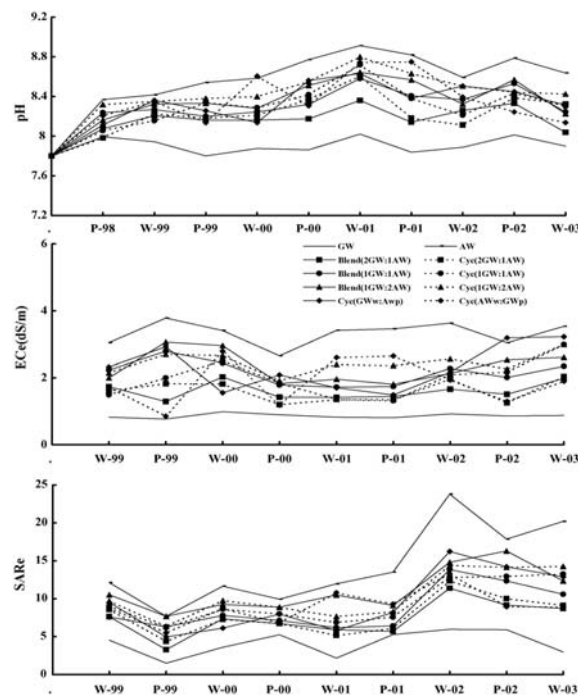 9.2
8.8
8.4
pH
8
7.6
7.2
P-98 W-99 P-99 W-00 P-00 W-01 P-01 W-02 P-02 W-03
6
GW AW
Blend(2GW:1AW) Cyc(2GW:1AW)
Blend(1GW:1AW) Cyc(1GW:1AW)
Blend(1GW:2AW) Cyc(1GW:2AW)
Cyc(GWw:Awp) Cyc(AWw:GWp)
4
ECe(dS/m)
2
0
W-99 P-99 W-00 P-00 W-01 P-01 W-02 P-02 W-03
25
20
15
SARe
10
5
0
W-99 P-99 W-00 P-00 W-01 P-01 W-02 P-02 W-03